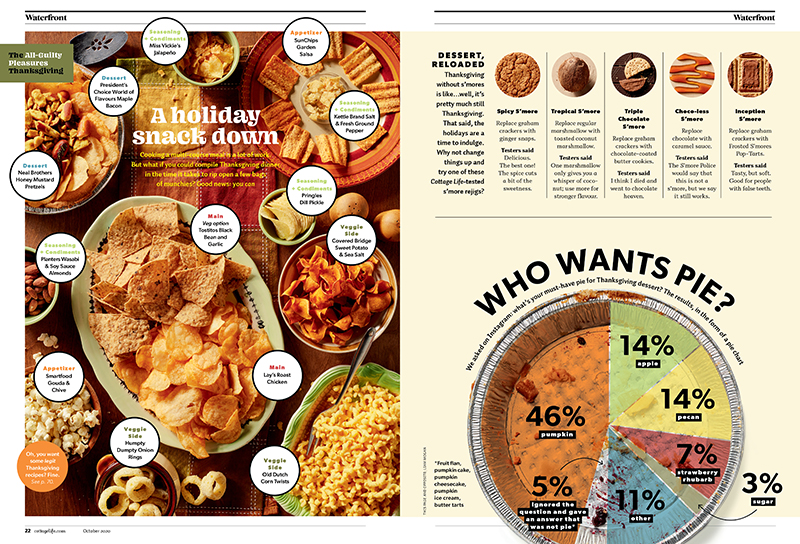 Waterfront
The All-Guilty
Pleasures
Thanksgiving
Seasoning
+ Condiments
Miss Vickie's
Jalapeño
Appetizer
SunChips
Garden
Salsa
Dessert
President's
Choice World of
Flavours Maple
Bacon
Seasoning
+ Condiments
Kettle Brand Salt
& Fresh Ground
Pepper
A holiday
snack down
Cooking a multi-course meal is a lot of work.
But what if you could compile Thanksgiving dinner
in the time it takes to rip open a few bags
of munchies? Good news: you can
Dessert
Neal Brothers
Honey Mustard
Pretzels
Seasoning
+ Condiments
Pringles
Dill Pickle
Main
Veg option
Tostitos Black
Bean and
Garlic
Veggie
Side
Covered Bridge
Sweet Potato
& Sea Salt
Seasoning
+ Condiments
Planters Wasabi
& Soy Sauce
Almonds
Appetizer
Smartfood
Gouda &
Chive
Main
Lay's Roast
Chicken
Veggie
Side
Humpty
Dumpty Onion
Rings
Veggie
Side
Old Dutch
Corn Twists
Oh, you want
some legit
Thanksgiving
recipes? Fine.
See p. 70.
22 cottagelife.com October 2020
Waterfront
DESSERT,
RELOADED
Thanksgiving
without s'mores
is like...well, it's
pretty much still
Thanksgiving.
That said, the
holidays are a
time to indulge.
Why not change
things up and
try one of these
Cottage Life-tested
s'more rejigs?
Spicy S'more
Replace graham
crackers with
ginger snaps.
Testers said
Delicious.
The best one!
The spice cuts
a bit of the
sweetness.
Tropical S'more
Replace regular
marshmallow with
toasted coconut
marshmallow.
Testers said
One marshmallow
only gives you a
whisper of coco-
nut; use more for
stronger flavour.
Triple
Chocolate
S'more
Replace graham
crackers with
chocolate-coated
butter cookies.
Testers said
I think I died and
went to chocolate
heaven.
Choco-less
S'more
Replace
chocolate with
caramel sauce.
Testers said
The S'more Police
would say that
this is not a
s'more, but we say
it still works.
Inception
S'more
Replace graham
crackers with
Frosted S'mores
Pop-Tarts.
Testers said
Tasty, but soft.
Good for people
with false teeth.
WHO WANTS PIE?
We asked on Instagram: what's your must-have pie for Thanksgiving dessert? The results, in the form of a pie chart
14%
apple
14%
pecan
46%
pumpkin
7%
strawberry
rhubarb
3%
sugar
11%
other
5%
ignored the
question and gave
an answer that
was not pie*
*Fruit flan,
pumpkin cake,
pumpkin
cheesecake,
pumpkin
ice cream,
butter tarts